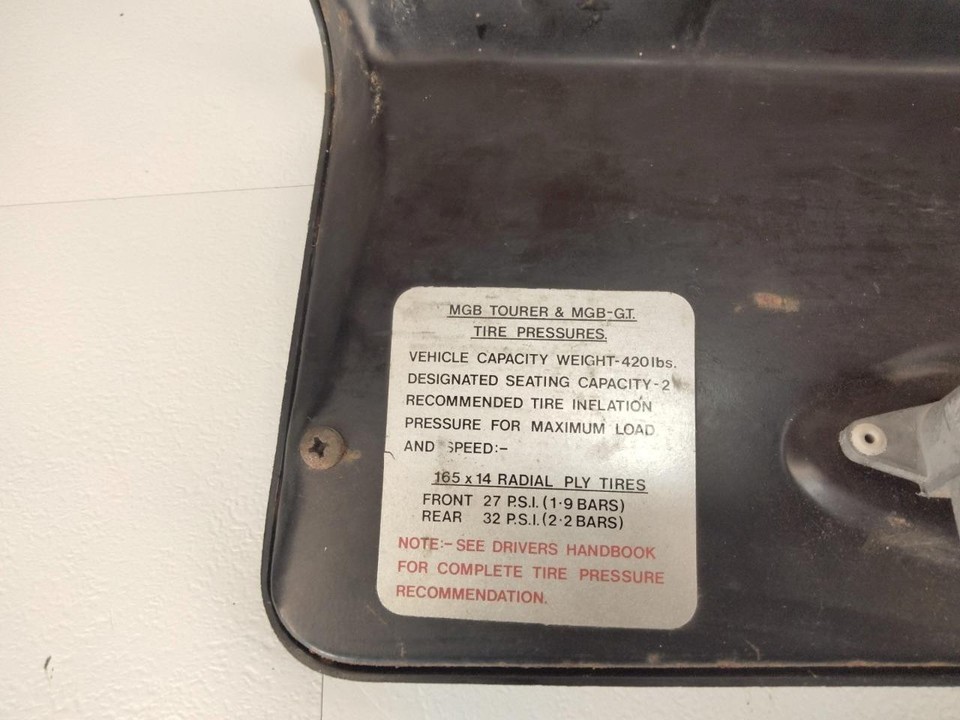 MGB TOURER & MGB-G.T.
TIRE PRESSURES.
VEHICLE CAPACITY WEIGHT-420lbs.
DESIGNATED SEATING CAPACITY-2
RECOMMENDED TIRE INFLATION
PRESSURE FOR MAXIMUM LOAD
AND SPEED:-
165 x 14 RADIAL PLY TIRES
FRONT 27 P.S.I. (1·9 BARS)
REAR 32 P.S.I. (2·2 BARS)
NOTE:- SEE DRIVERS HANDBOOK
FOR COMPLETE TIRE PRESSURE
RECOMMENDATION.